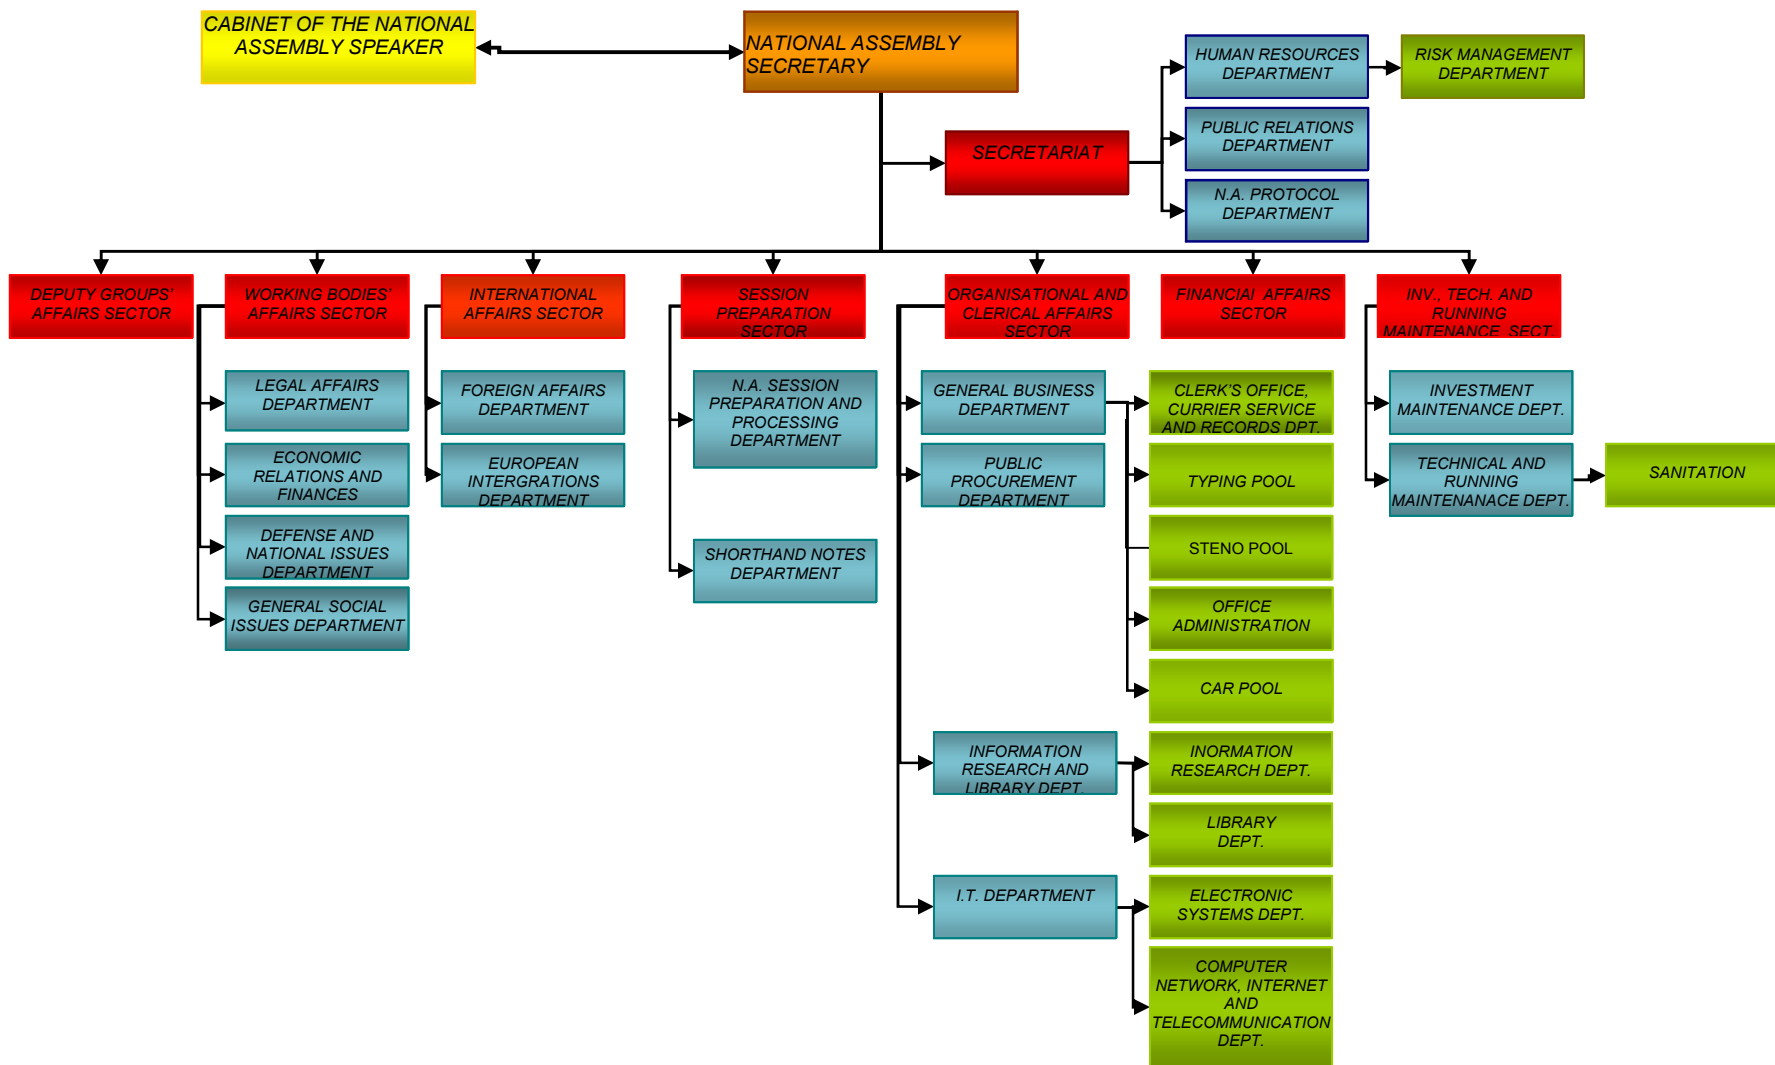 CABINET OF THE NATIONAL
ASSEMBLY SPEAKER
NATIONAL ASSEMBLY
SECRETARY
HUMAN RESOURCES
DEPARTMENT
RISK MANAGEMENT
DEPARTMENT
PUBLIC RELATIONS
DEPARTMENT
SECRETARIAT
N.A. PROTOCOL
DEPARTMENT
DEPUTY GROUPS'
AFFAIRS SECTOR
WORKING BODIES'
AFFAIRS SECTOR
INTERNATIONAL
AFFAIRS SECTOR
SESSION
PREPARATION
SECTOR
ORGANISATIONAL AND
CLERICAL AFFAIRS
SECTOR
FINANCIAL AFFAIRS
SECTOR
INV., TECH. AND
RUNNING
MAINTENANCE SECT.
LEGAL AFFAIRS
DEPARTMENT
ECONOMIC
RELATIONS AND
FINANCES
DEFENSE AND
NATIONAL ISSUES
DEPARTMENT
GENERAL SOCIAL
ISSUES DEPARTMENT
FOREIGN AFFAIRS
DEPARTMENT
EUROPEAN
INTERGRATIONS
DEPARTMENT
N.A. SESSION
PREPARATION AND
PROCESSING
DEPARTMENT
SHORTHAND NOTES
DEPARTMENT
GENERAL BUSINESS
DEPARTMENT
PUBLIC
PROCUREMENT
DEPARTMENT
INFORMATION
RESEARCH AND
LIBRARY DEPT.
I.T. DEPARTMENT
CLERK'S OFFICE,
CURRIER SERVICE
AND RECORDS DPT.
TYPING POOL
STENO POOL
OFFICE
ADMINISTRATION
CAR POOL
INORMATION
RESEARCH DEPT.
LIBRARY
DEPT.
ELECTRONIC
SYSTEMS DEPT.
COMPUTER
NETWORK, INTERNET
AND
TELECOMMUNICATION
DEPT.
INVESTMENT
MAINTENANCE DEPT.
TECHNICAL AND
RUNNING
MAINTENANACE DEPT.
SANITATION